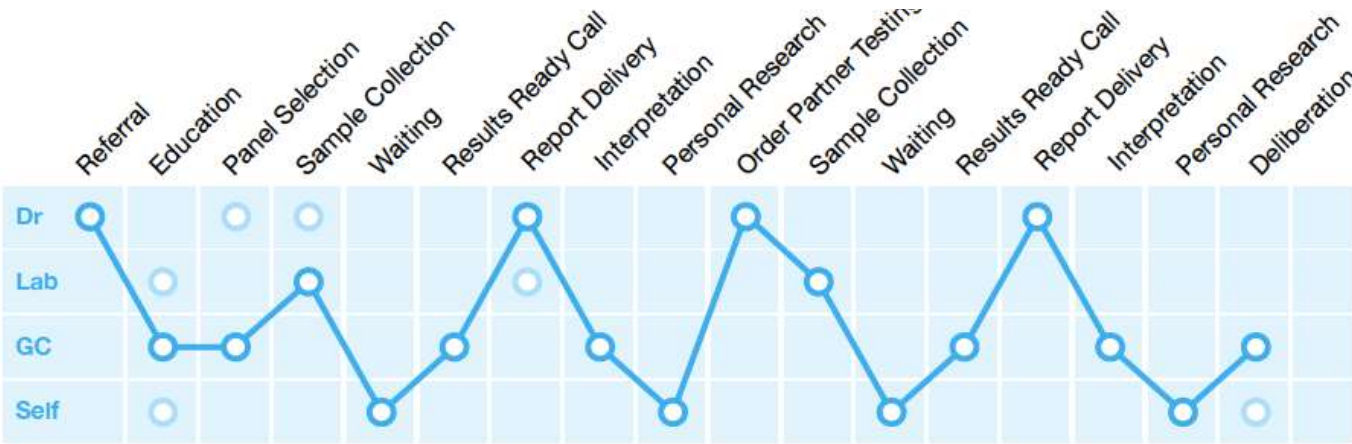 Referral
Education
Panel Selection
Sample Collection
Waiting
Results Ready Call
Report Delivery
Interpretation
Personal Research
Order Partner Testing
Sample Collection
Waiting
Results Ready Call
Report Delivery
Interpretation
Personal Research
Deliberation
Dr
Lab
GC
Self